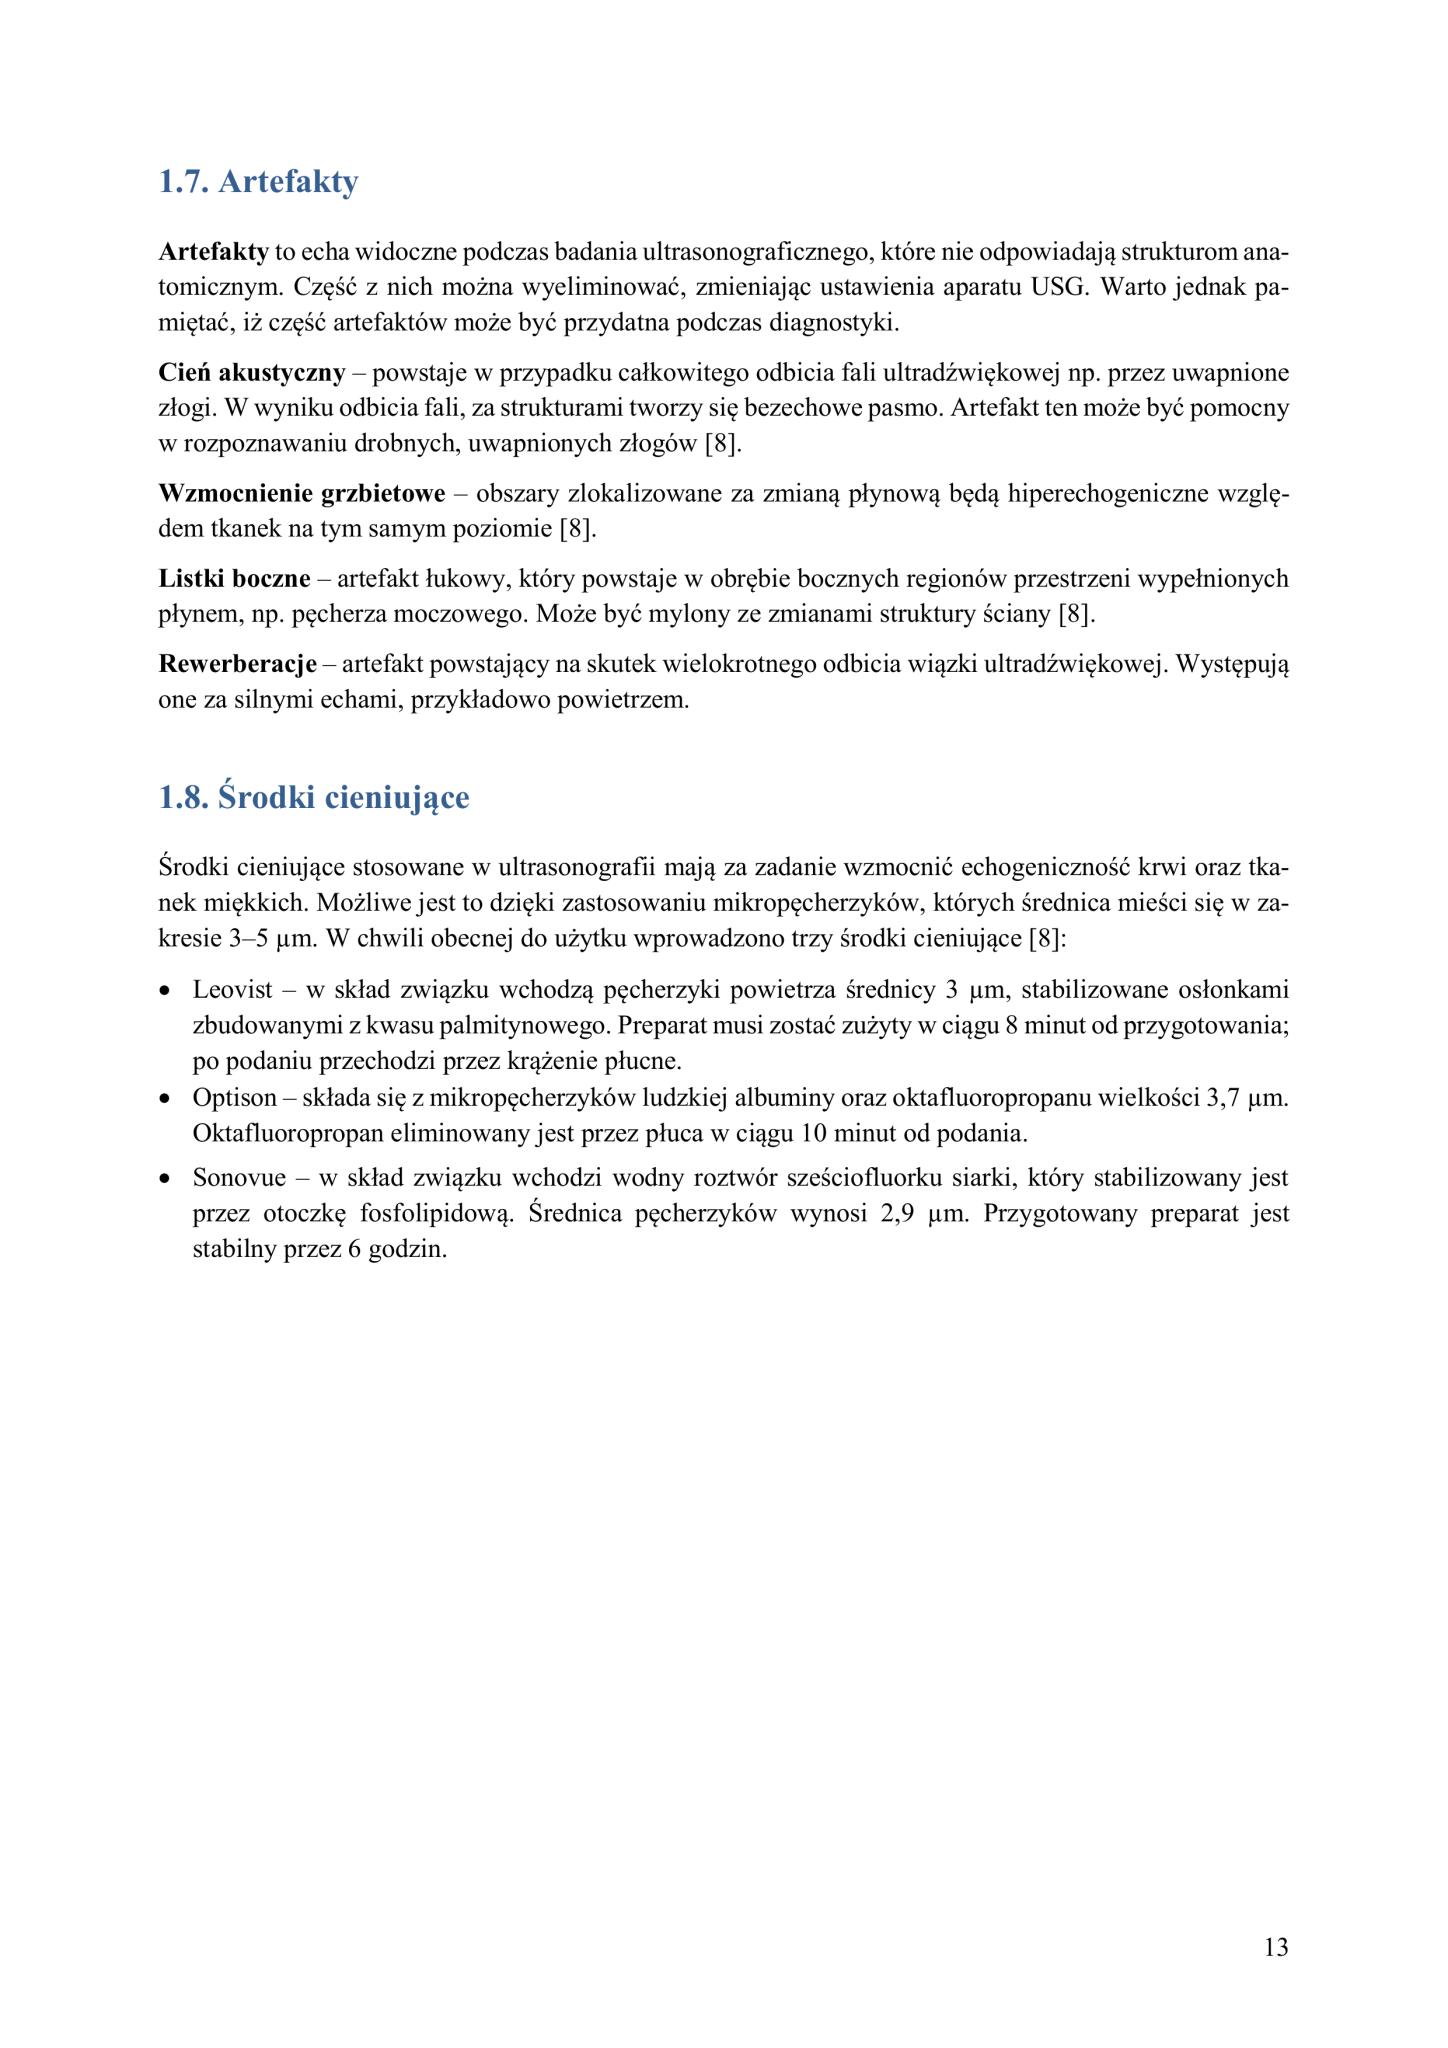 1.7. Artefakty
Artefakty to echa widoczne podczas badania ultrasonograficznego, które nie odpowiadają strukturom ana-
tomicznym. Część z nich można wyeliminować, zmieniając ustawienia aparatu USG. Warto jednak pa-
miętać, iż część artefaktów może być przydatna podczas diagnostyki.
Cień akustyczny – powstaje w przypadku całkowitego odbicia fali ultradźwiękowej np. przez uwapnione
złogi. W wyniku odbicia fali, za strukturami tworzy się bezechowe pasmo. Artefakt ten może być pomocny
w rozpoznawaniu drobnych, uwapnionych złogów [8].
Wzmocnienie grzbietowe – obszary zlokalizowane za zmianą płynową będą hiperechogeniczne wzglę-
dem tkanek na tym samym poziomie [8].
Listki boczne – artefakt łukowy, który powstaje w obrębie bocznych regionów przestrzeni wypełnionych
płynem, np. pęcherza moczowego. Może być mylony ze zmianami struktury ściany [8].
Rewerberacje – artefakt powstający na skutek wielokrotnego odbicia wiązki ultradźwiękowej. Występują
one za silnymi echami, przykładowo powietrzem.
1.8. Środki cieniujące
Środki cieniujące stosowane w ultrasonografii mają za zadanie wzmocnić echogeniczność krwi oraz tka-
nek miękkich. Możliwe jest to dzięki zastosowaniu mikropęcherzyków, których średnica mieści się w za-
kresie 3–5 µm. W chwili obecnej do użytku wprowadzono trzy środki cieniujące [8]:
• Leovist – w skład związku wchodzą pęcherzyki powietrza średnicy 3 µm, stabilizowane osłonkami
zbudowanymi z kwasu palmitynowego. Preparat musi zostać zużyty w ciągu 8 minut od przygotowania;
po podaniu przechodzi przez krążenie płucne.
• Optison – składa się z mikropęcherzyków ludzkiej albuminy oraz oktafluoropropanu wielkości 3,7 µm.
Oktafluoropropan eliminowany jest przez płuca w ciągu 10 minut od podania.
• Sonovue – w skład związku wchodzi wodny roztwór sześciofluorku siarki, który stabilizowany jest
przez otoczkę fosfolipidową. Średnica pęcherzyków wynosi 2,9 µm. Przygotowany preparat jest
stabilny przez 6 godzin.
13